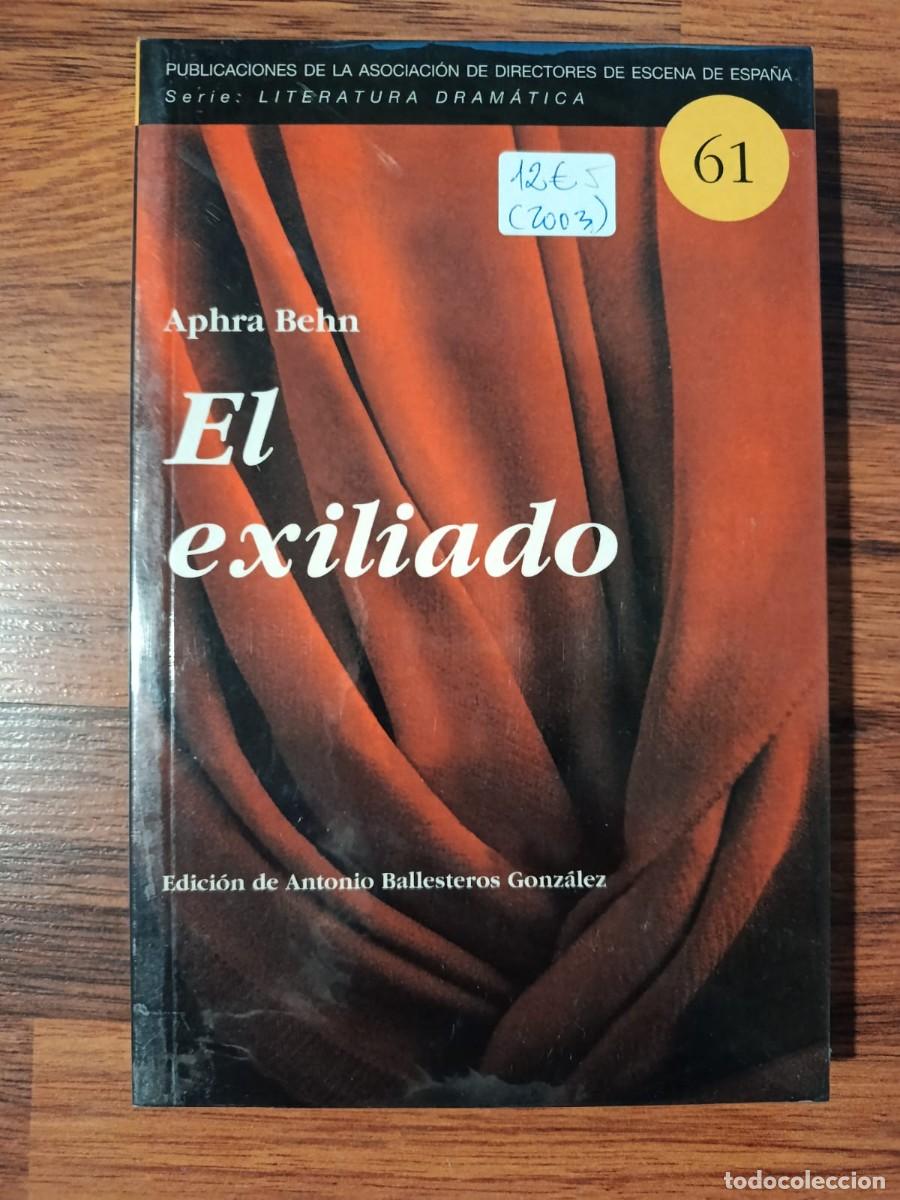 PUBLICACIONES DE LA ASOCIACIÓN DE DIRECTORES DE ESCENA DE ESPAÑA
Serie: LITERATURA DRAMÁTICA
61
12€ 5
(2003)
Aphra Behn
El
exiliado
Edición de Antonio Ballesteros González
todocoleccion